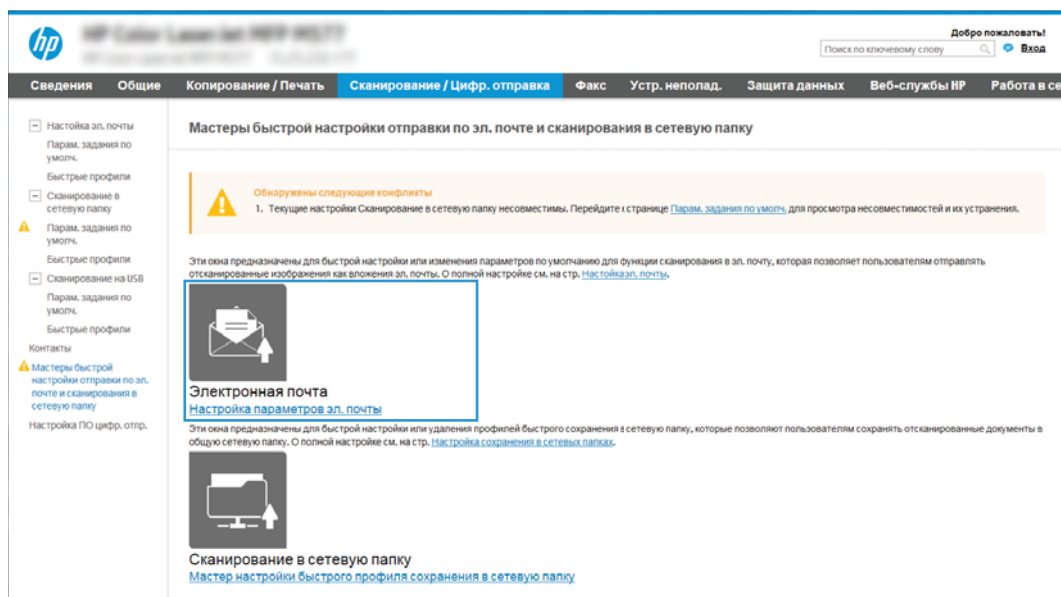 hp
Добро пожаловать!
Поиск по ключевому слову
Вход
Сведения Общие Копирование / Печать Сканирование / Цифр. отправка Факс Устр. неполад. Защита данных Веб-службы HP Работа в се
Настойка эл. почты
Парам. задания по
умолч.
Быстрые профили
Сканирование в
сетевую папку
Парам. задания по
умолч.
Быстрые профили
Сканирование на USB
Парам. задания по
умолч.
Быстрые профили
Контакты
Мастеры быстрой
настройки отправки по эл.
почте и сканирования в
сетевую папку
Настройка ПО цифр. отпр.
Мастеры быстрой настройки отправки по эл. почте и сканирования в сетевую папку
Обнаружены следующие конфликты
1. Текущие настройки Сканирование в сетевую папку несовместимы. Перейдите к странице Парам. задания по умолч. для просмотра несовместимостей и их устранения.
Эти окна предназначены для быстрой настройки или изменения параметров по умолчанию для функции сканирования в эл. почту, которая позволяет пользователям отправлять
отсканированные изображения как вложения эл. почты. О полной настройке см. на стр. Настойка эл. почты.
Электронная почта
Настройка параметров эл. почты
Эти окна предназначены для быстрой настройки или удаления профилей быстрого сохранения в сетевую папку, которые позволяют пользователям сохранять отсканированные документы в
общую сетевую папку. О полной настройке см. на стр. Настройка сохранения в сетевых папках.
Сканирование в сетевую папку
Мастер настройки быстрого профиля сохранения в сетевую папку